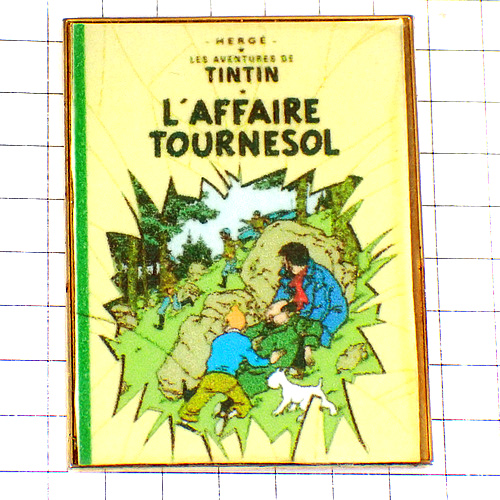 - HERGÉ -
LES AVENTURES DE
TINTIN
L'AFFAIRE
TOURNESOL